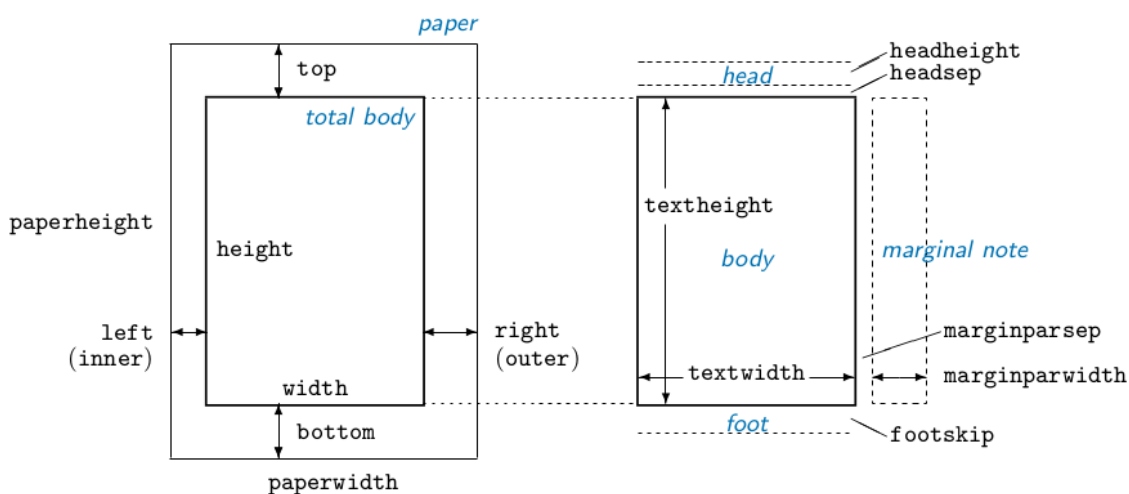 paper
top
total body
paperheight
height
left
(inner)
right
(outer)
width
bottom
paperwidth
headheight
head
headsep
textheight
body
marginal note
marginparsep
textwidth
marginparwidth
foot
footskip